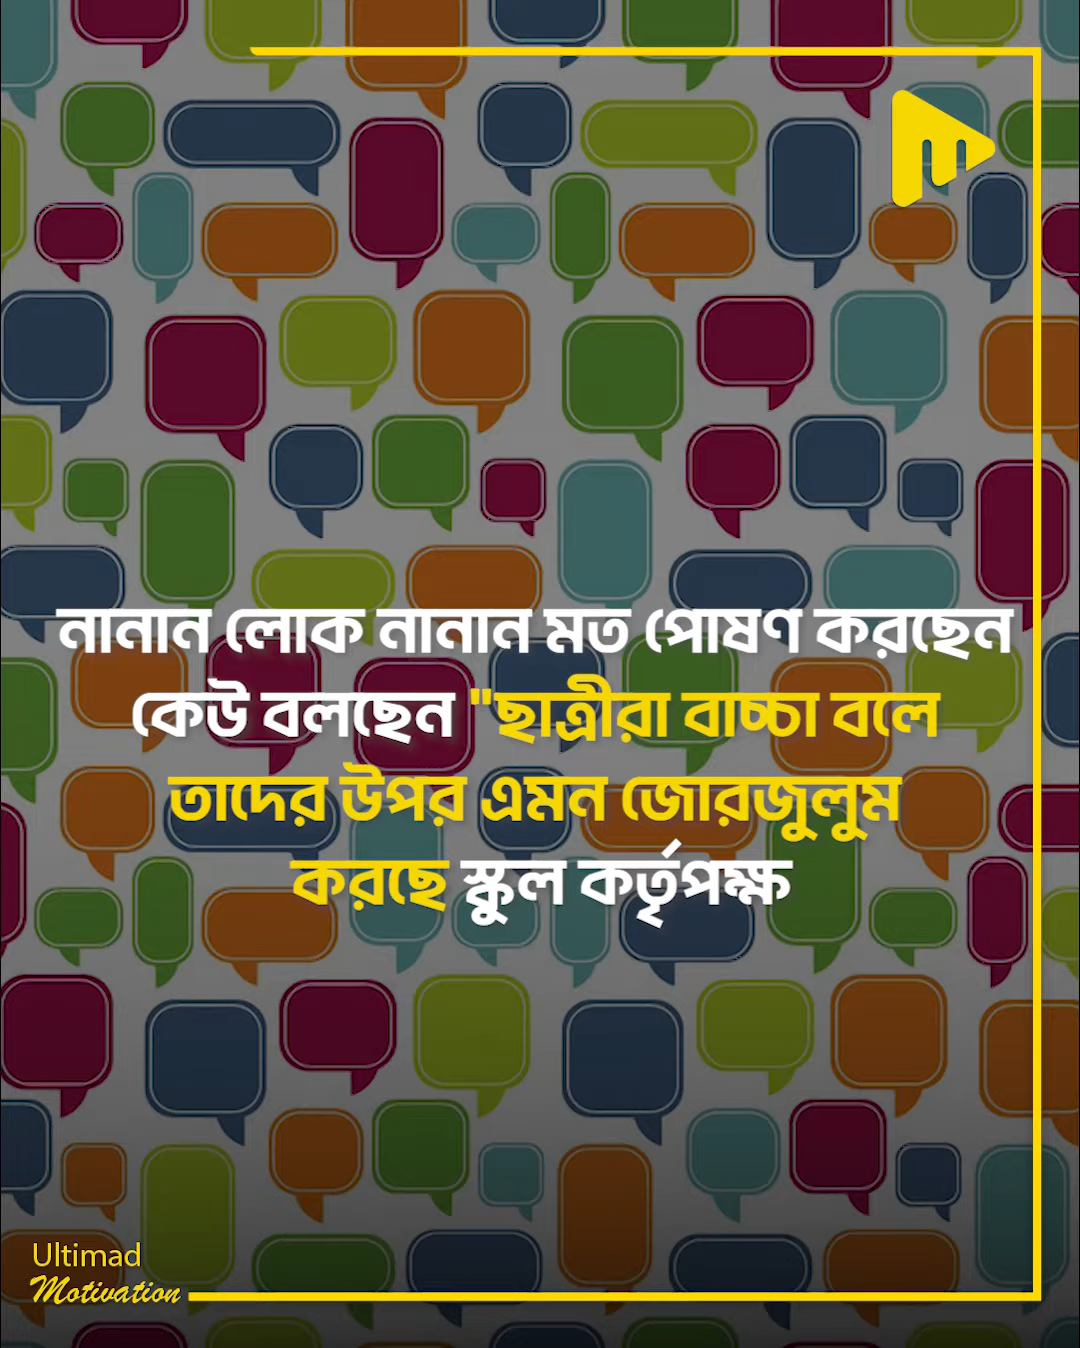 নানান লোক নানান মত পোষণ করছেন
কেউ বলছেন "ছাত্রীরা বাচ্চা বলে
তাদের উপর এমন জোরজুলুম
করছে স্কুল কর্তৃপক্ষ
Ultimad
Motivation